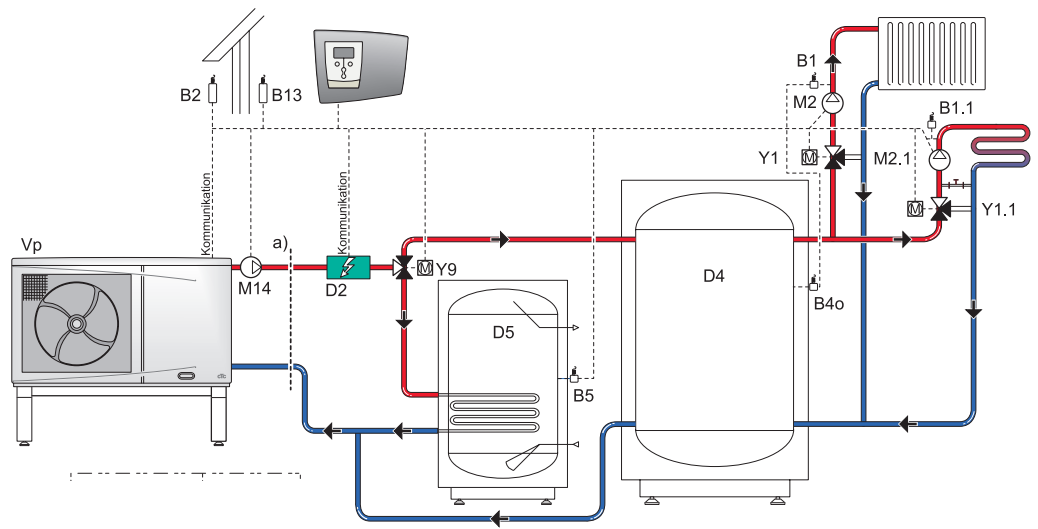 B1
B2
B13
M2
B1.1
Y1
M2.1
Kommunikation
Kommunikation
M
M
Y1.1
Vp
a)
M
Y9
M14
D2
D4
B4o
D5
B5
ctc